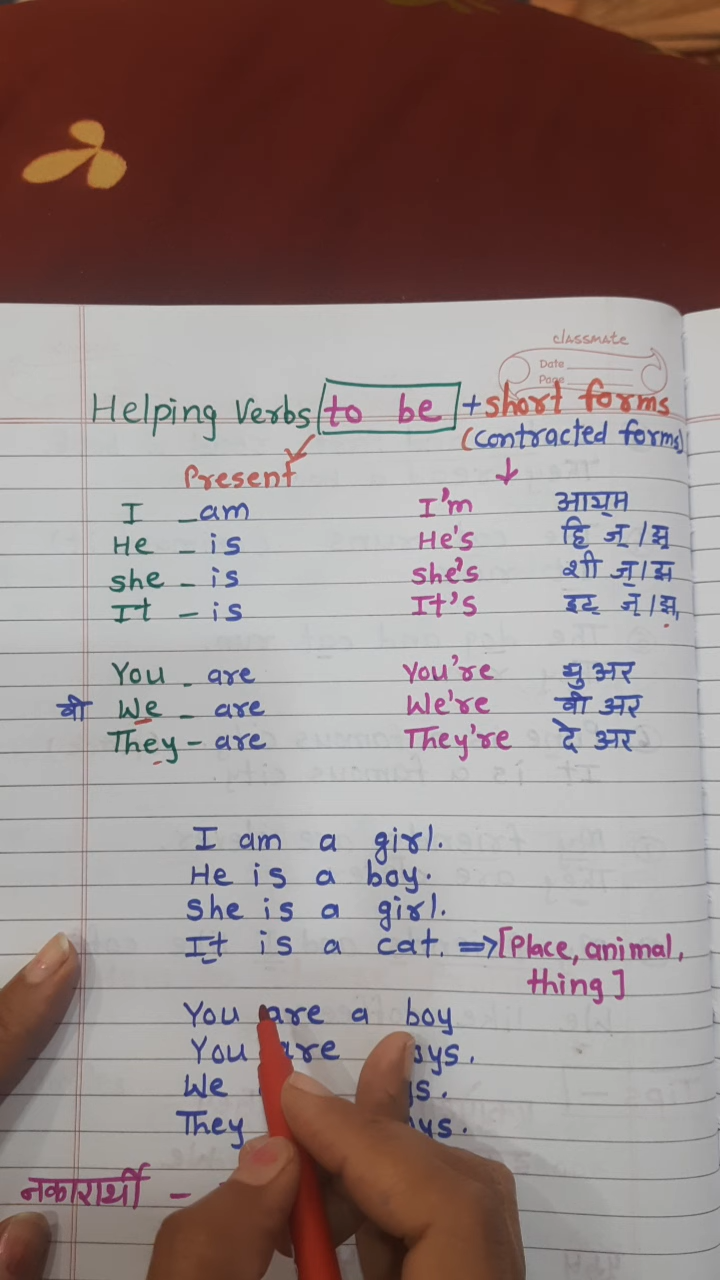 classmate
Date
Page
Helping Verbs to be + short forms
(contracted forms)
Present
I - am I'm आयम
He - is He's हि ज़्/झ्
she - is she's शी ज़्/झ
It - is It's इट् ज़्/झ्
You - are You're यु अर
वी We - are We're वी अर
They - are They're दे अर
I am a girl.
He is a boy.
She is a girl.
It is a cat. ⇒ [Place, animal,
thing]
You are a boy
You are
We
They
नकारार्थी -